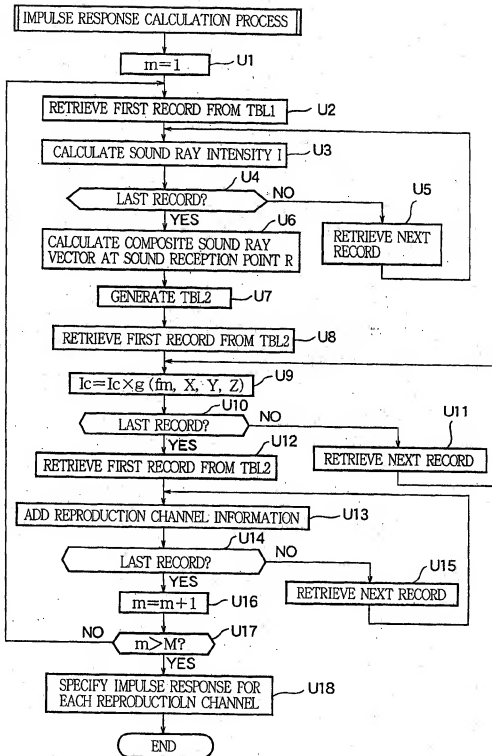 IMPULSE RESPONSE CALCULATION PROCESS
m=1
U1
RETRIEVE FIRST RECORD FROM TBL1
U2
CALCULATE SOUND RAY INTENSITY I
U3
LAST RECORD?
U4
NO
YES
U5
RETRIEVE NEXT
RECORD
U6
CALCULATE COMPOSITE SOUND RAY
VECTOR AT SOUND RECEPTION POINT R
GENERATE TBL2
U7
RETRIEVE FIRST RECORD FROM TBL2
U8
Ic=Ic×g (fm, X, Y, Z)
U9
LAST RECORD?
U10
NO
YES
U11
RETRIEVE NEXT RECORD
U12
RETRIEVE FIRST RECORD FROM TBL2
ADD REPRODUCTION CHANNEL INFORMATION
U13
LAST RECORD?
U14
NO
YES
U15
RETRIEVE NEXT RECORD
m=m+1
U16
NO
m>M?
U17
YES
SPECIFY IMPULSE RESPONSE FOR
EACH REPRODUCTIOLN CHANNEL
U18
END